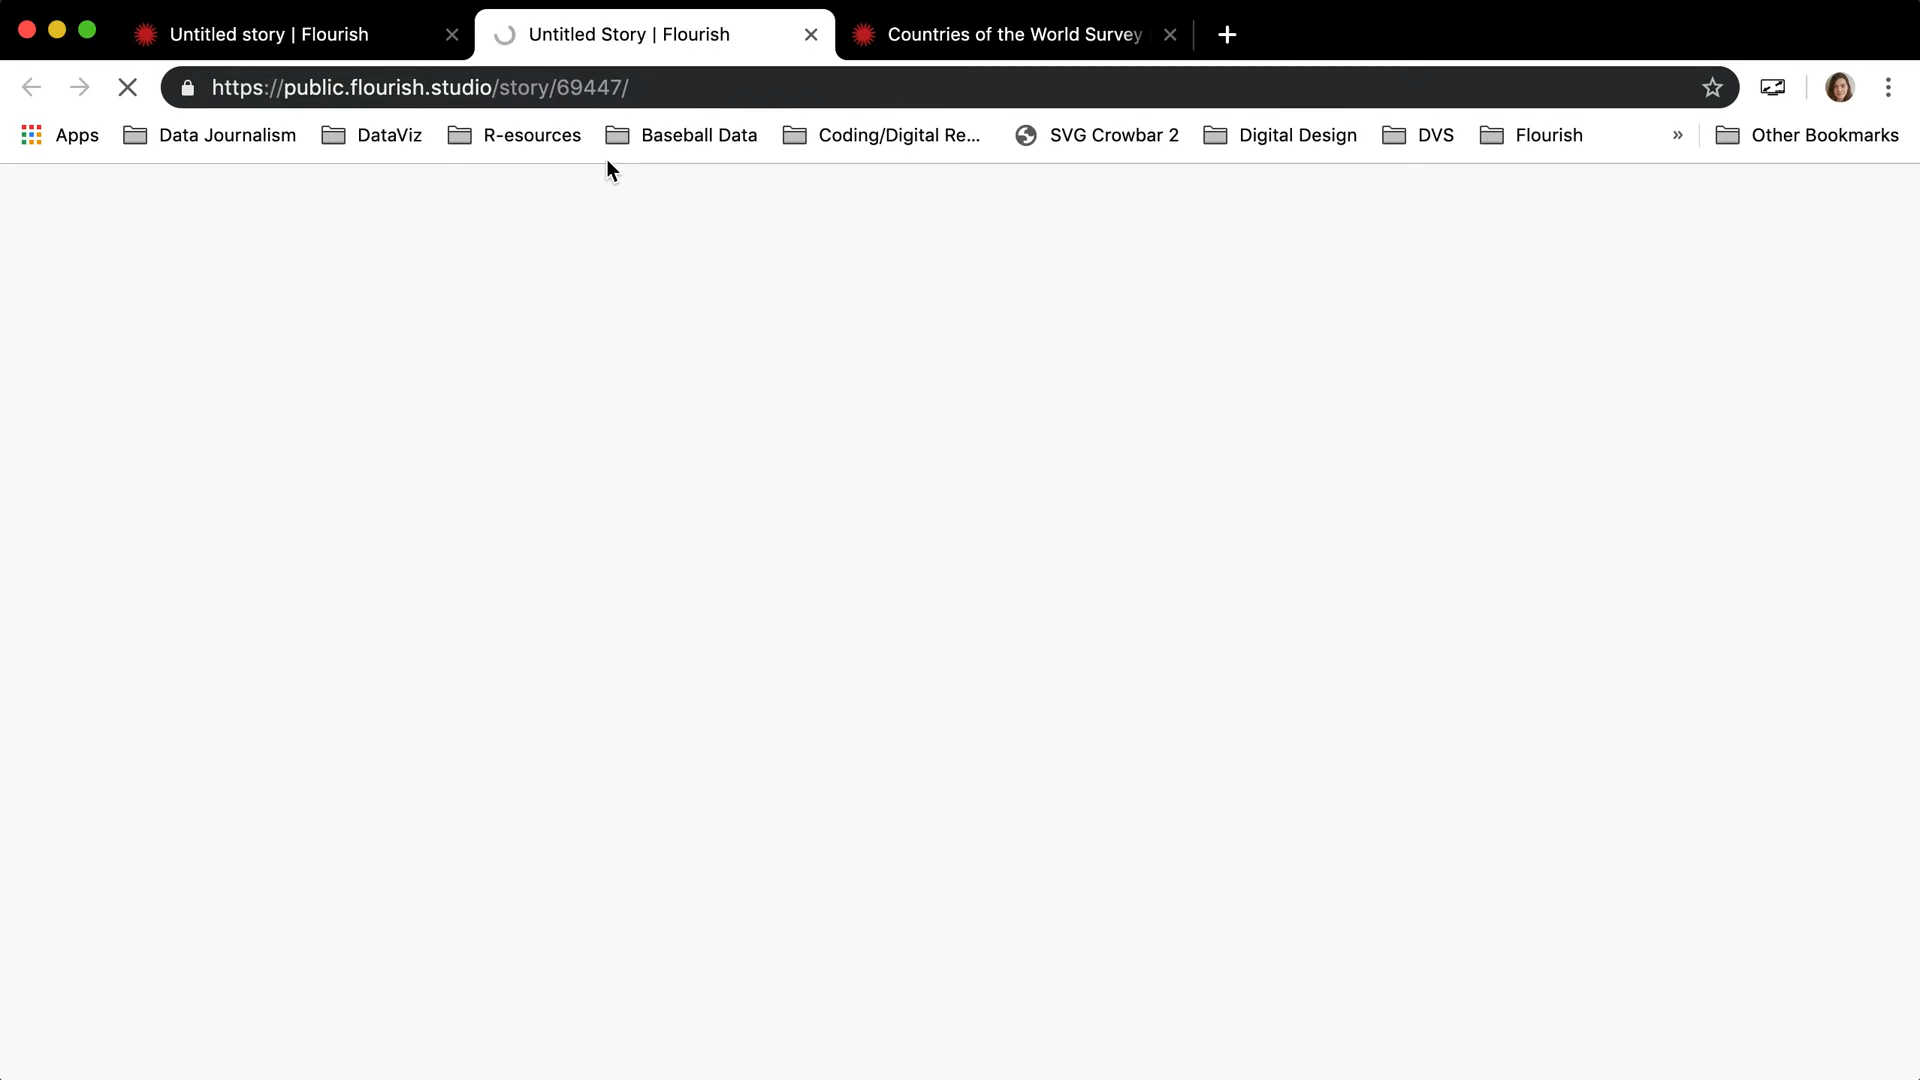 Untitled story | Flourish
Untitled Story | Flourish
Countries of the World Survey
https://public.flourish.studio/story/69447/
Apps
Data Journalism
DataViz
R-esources
Baseball Data
Coding/Digital Re...
SVG Crowbar 2
Digital Design
DVS
Flourish
»
Other Bookmarks